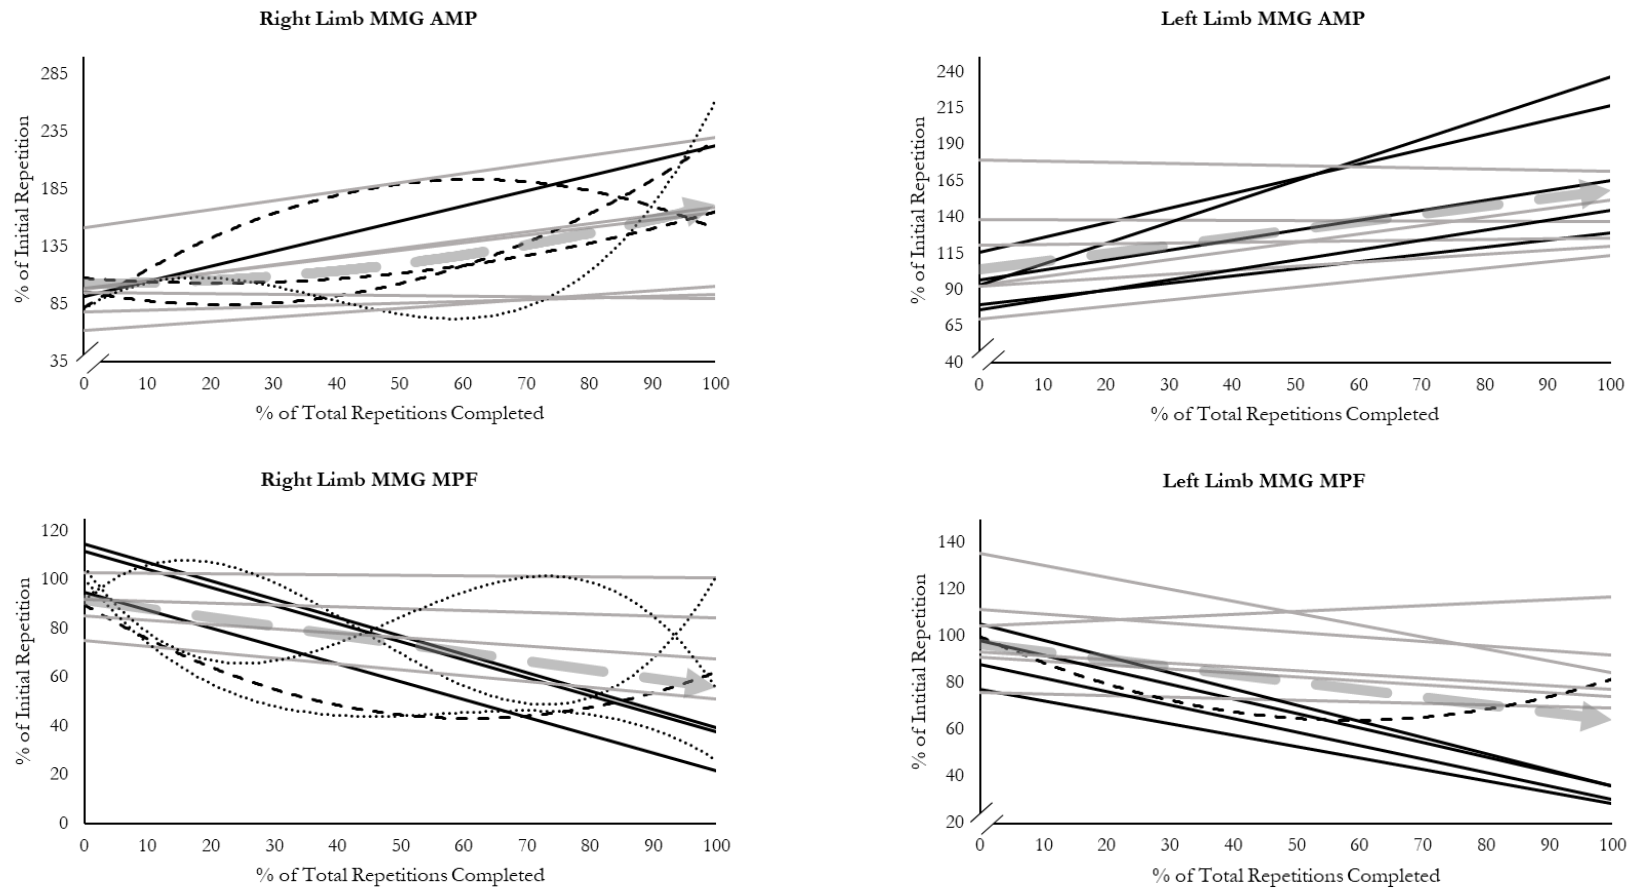 Right Limb MMG AMP
% of Initial Repetition
285
235
185
135
85
35
0 10 20 30 40 50 60 70 80 90 100
% of Total Repetitions Completed
Left Limb MMG AMP
% of Initial Repetition
240
215
190
165
140
115
90
65
40
0 10 20 30 40 50 60 70 80 90 100
% of Total Repetitions Completed
Right Limb MMG MPF
% of Initial Repetition
120
100
80
60
40
20
0
0 10 20 30 40 50 60 70 80 90 100
% of Total Repetitions Completed
Left Limb MMG MPF
% of Intitial Repetition
140
120
100
80
60
40
20
0 10 20 30 40 50 60 70 80 90 100
% of Total Repetitions Completed